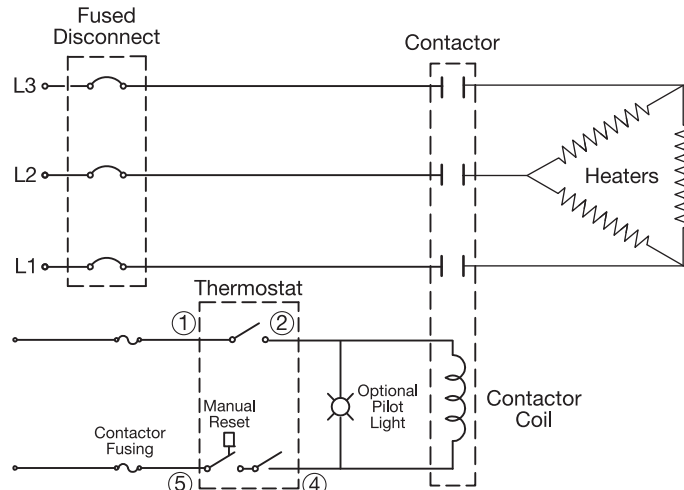 Fused
Disconnect
Contactor
L3
L2
Heaters
L1
Thermostat
① ②
Manual
Reset
Optional
Pilot
Light
Contactor
Coil
Contactor
Fusing
⑤ ④